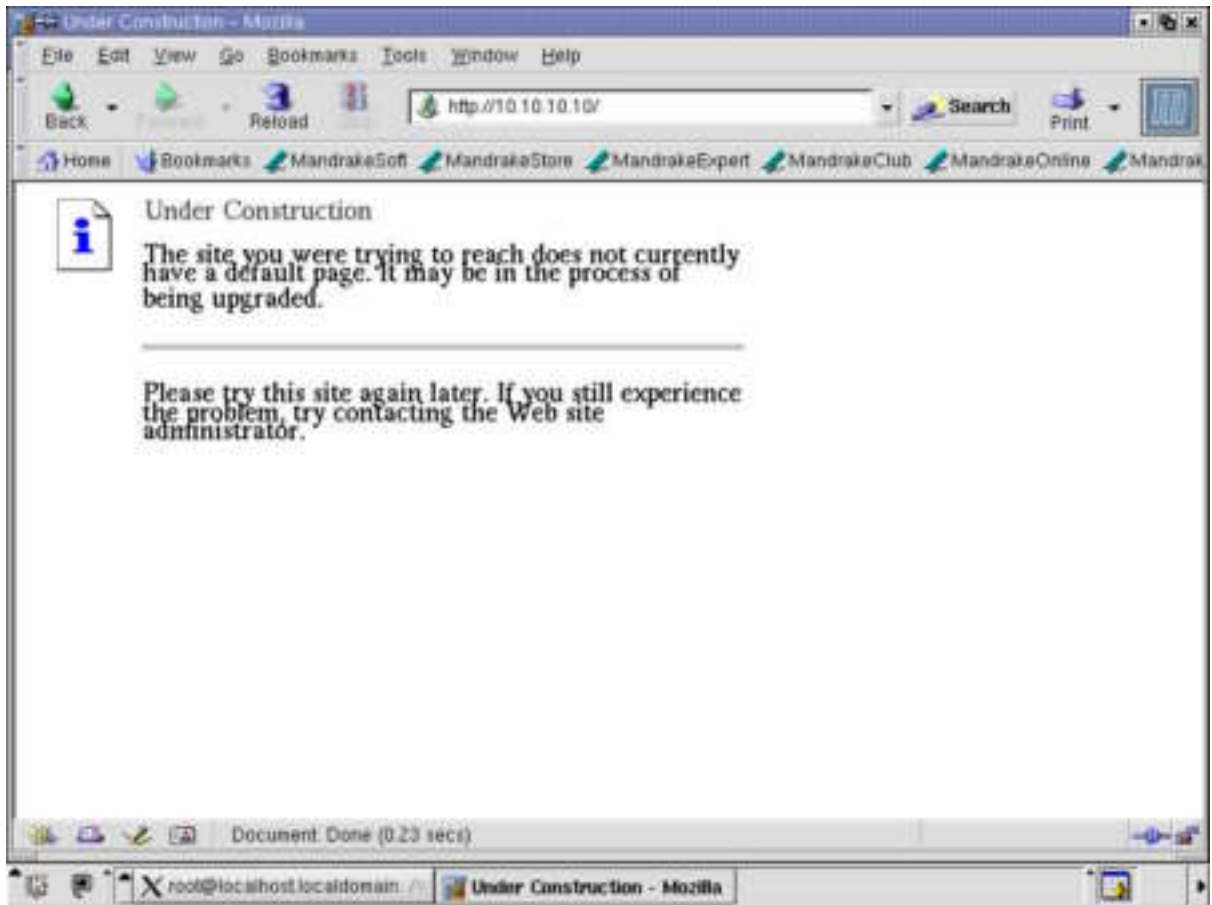 Under Construction - Mozilla
File Edit View Go Bookmarks Tools Window Help
Back Forward Reload Stop http://10.10.10.10/ Search Print
Home Bookmarks MandrakeSoft MandrakeStore MandrakeExpert MandrakeClub MandrakeOnline Mandrak
Under Construction
The site you were trying to reach does not currently
have a default page. It may be in the process of
being upgraded.
Please try this site again later. If you still experience
the problem, try contacting the Web site
administrator.
Document: Done (0.23 secs)
root@localhost.localdomain: Under Construction - Mozilla